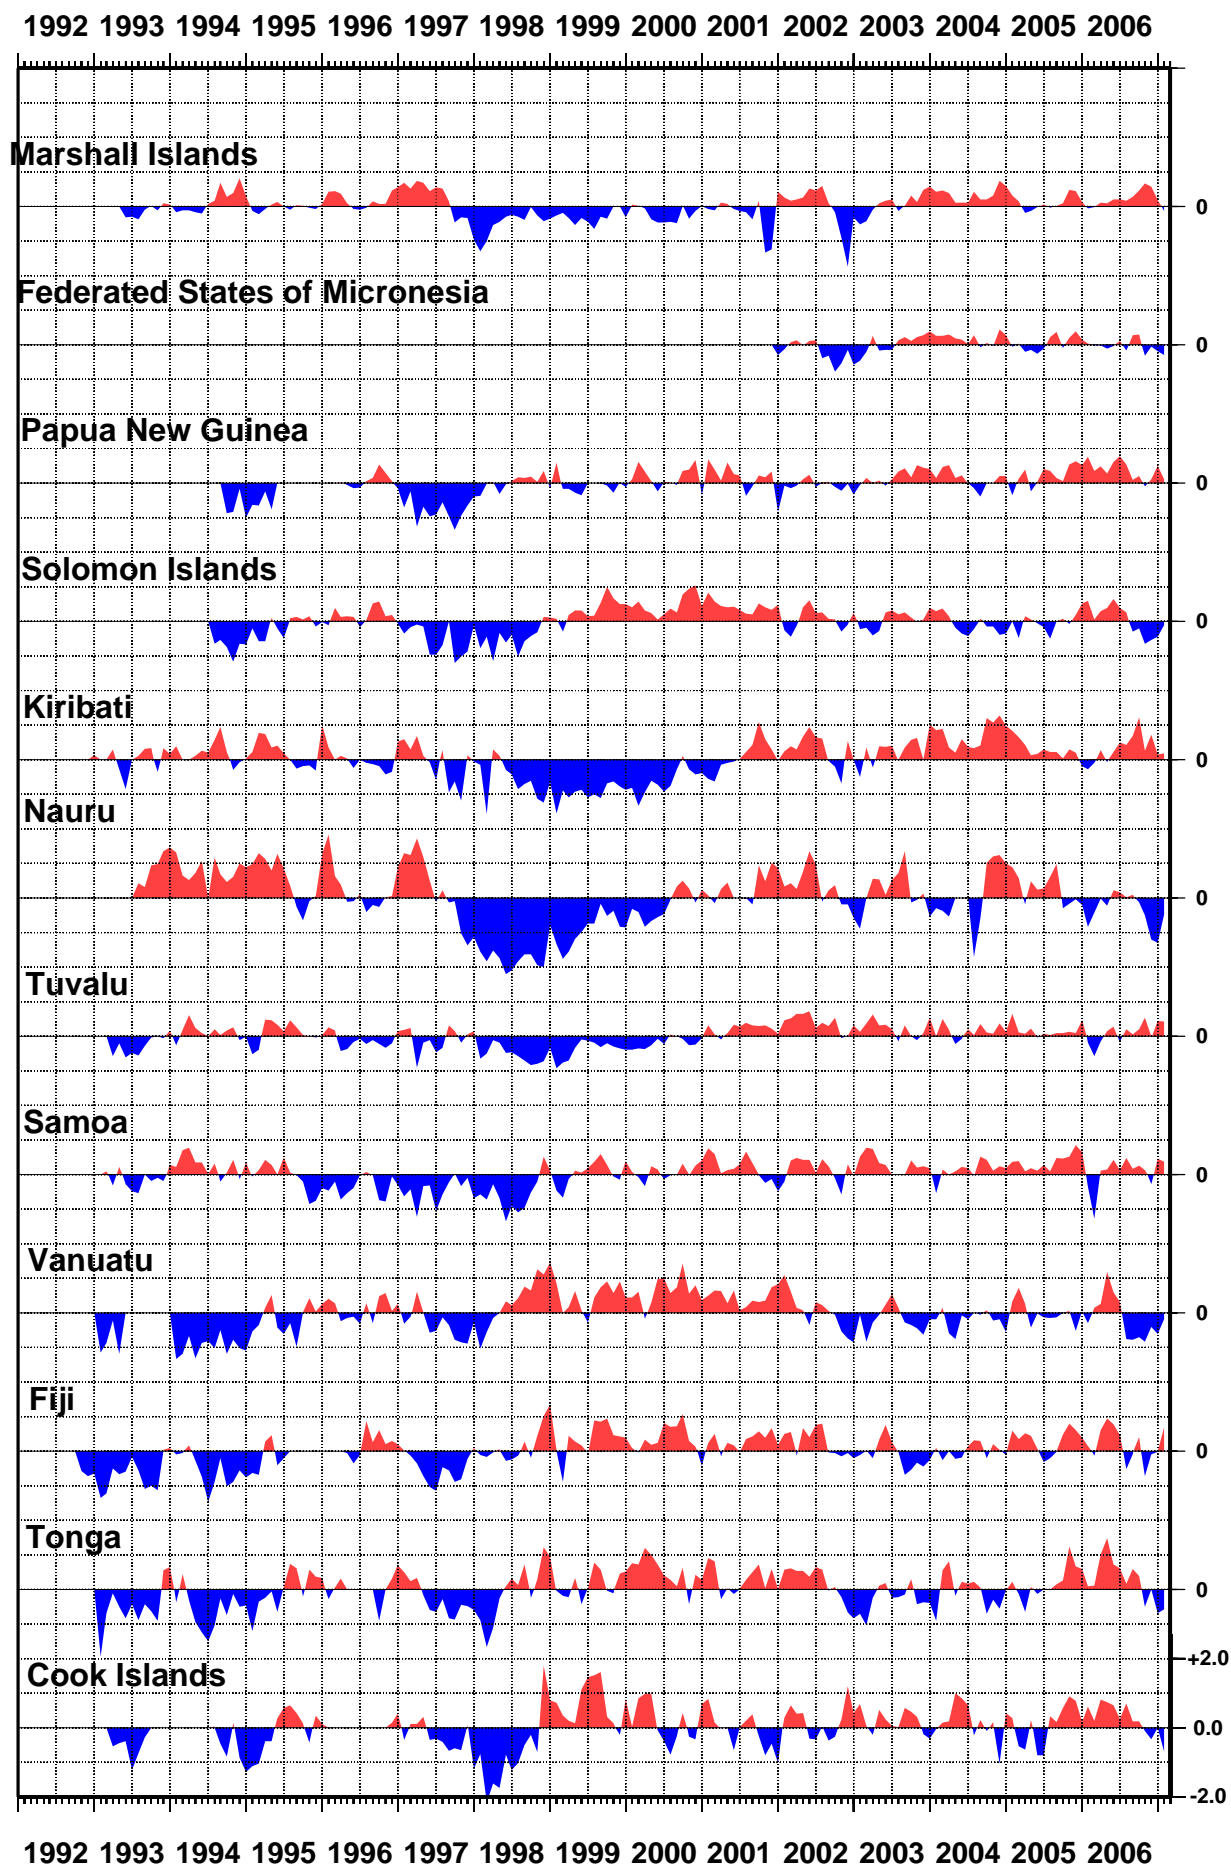 1992 1993 1994 1995 1996 1997 1998 1999 2000 2001 2002 2003 2004 2005 2006
Marshall Islands
0
Federated States of Micronesia
0
Papua New Guinea
0
Solomon Islands
0
Kiribati
0
Nauru
0
Tuvalu
0
Samoa
0
Vanuatu
0
Fiji
0
Tonga
0
+2.0
Cook Islands
0.0
-2.0
1992 1993 1994 1995 1996 1997 1998 1999 2000 2001 2002 2003 2004 2005 2006